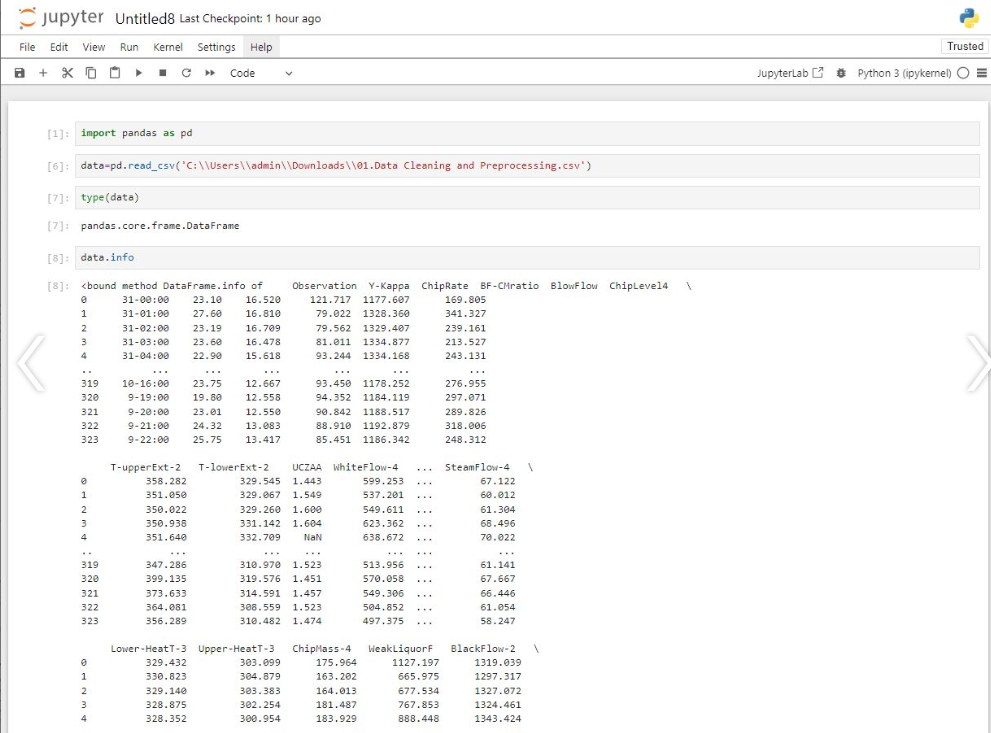 jupyter Untitled8 Last Checkpoint: 1 hour ago
File Edit View Run Kernel Settings Help Trusted
Code JupyterLab Python 3 (ipykernel)
[1]: import pandas as pd
[6]: data=pd.read_csv('C:\\Users\\admin\\Downloads\\01.Data Cleaning and Preprocessing.csv')
[7]: type(data)
[7]: pandas.core.frame.DataFrame
[8]: data.info
[8]: <bound method DataFrame.info of Observation Y-Kappa ChipRate BF-CMratio BlowFlow ChipLevel4 \
0 31-00:00 23.10 16.520 121.717 1177.607 169.805
1 31-01:00 27.60 16.810 79.022 1328.360 341.327
2 31-02:00 23.19 16.709 79.562 1329.407 239.161
3 31-03:00 23.60 16.478 81.011 1334.877 213.527
4 31-04:00 22.90 15.618 93.244 1334.168 243.131
.. ... ... ... ... ... ...
319 10-16:00 23.75 12.667 93.450 1178.252 276.955
320 9-19:00 19.80 12.558 94.352 1184.119 297.071
321 9-20:00 23.01 12.550 90.842 1188.517 289.826
322 9-21:00 24.32 13.083 88.910 1192.879 318.006
323 9-22:00 25.75 13.417 85.451 1186.342 248.312
T-upperExt-2 T-lowerExt-2 UCZAA WhiteFlow-4 ... SteamFlow-4 \
0 358.282 329.545 1.443 599.253 ... 67.122
1 351.050 329.067 1.549 537.201 ... 60.012
2 350.022 329.260 1.600 549.611 ... 61.304
3 350.938 331.142 1.604 623.362 ... 68.496
4 351.640 332.709 NaN 638.672 ... 70.022
.. ... ... ... ... ... ...
319 347.286 310.970 1.523 513.956 ... 61.141
320 399.135 319.576 1.451 570.058 ... 67.667
321 373.633 314.591 1.457 549.306 ... 66.446
322 364.081 308.559 1.523 504.852 ... 61.054
323 356.289 310.482 1.474 497.375 ... 58.247
Lower-HeatT-3 Upper-HeatT-3 ChipMass-4 WeakLiquorF BlackFlow-2 \
0 329.432 303.099 175.964 1127.197 1319.039
1 330.823 304.879 163.202 665.975 1297.317
2 329.140 303.383 164.013 677.534 1327.072
3 328.875 302.254 181.487 767.853 1324.461
4 328.352 300.954 183.929 888.448 1343.424